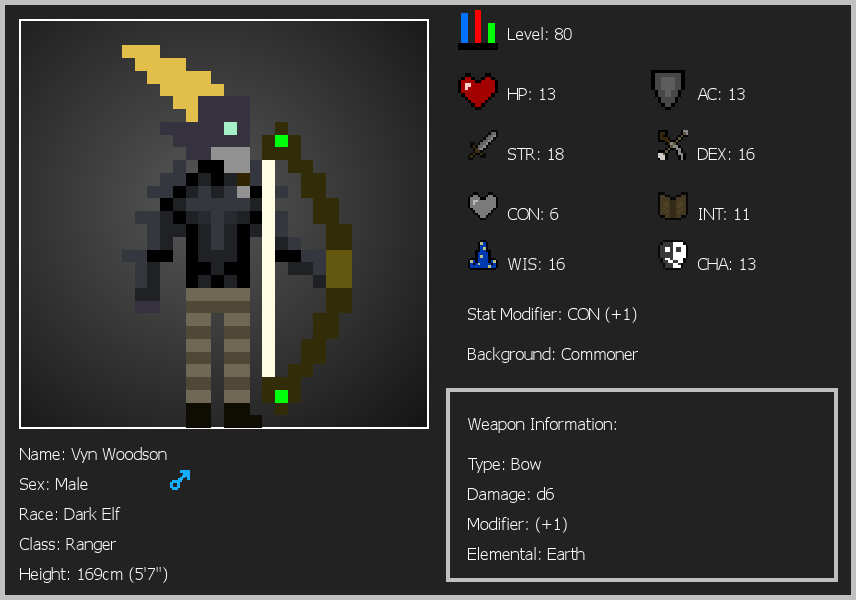 Level: 80
HP: 13
AC: 13
STR: 18
DEX: 16
CON: 6
INT: 11
WIS: 16
CHA: 13
Stat Modifier: CON (+1)
Background: Commoner
Weapon Information:
Type: Bow
Damage: d6
Modifier: (+1)
Elemental: Earth
Name: Vyn Woodson
Sex: Male
Race: Dark Elf
Class: Ranger
Height: 169cm (5'7")